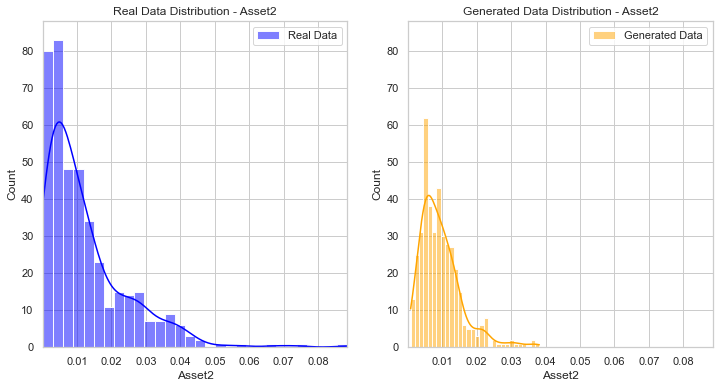 Real Data Distribution - Asset2
Real Data
80
70
60
50
40
30
20
10
0
Count
0.01 0.02 0.03 0.04 0.05 0.06 0.07 0.08
Asset2
Generated Data Distribution - Asset2
Generated Data
80
70
60
50
40
30
20
10
0
Count
0.01 0.02 0.03 0.04 0.05 0.06 0.07 0.08
Asset2